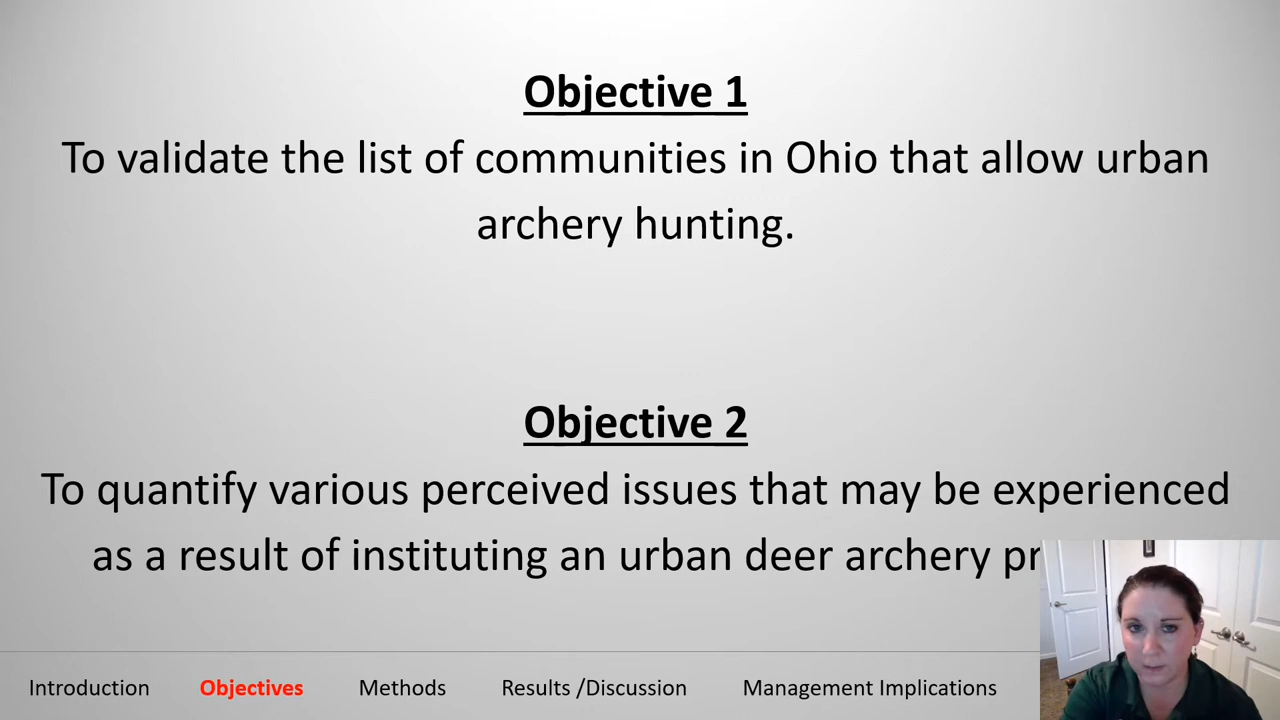 Objective 1
To validate the list of communities in Ohio that allow urban
archery hunting.
Objective 2
To quantify various perceived issues that may be experienced
as a result of instituting an urban deer archery
Introduction Objectives Methods Results /Discussion Management Implications